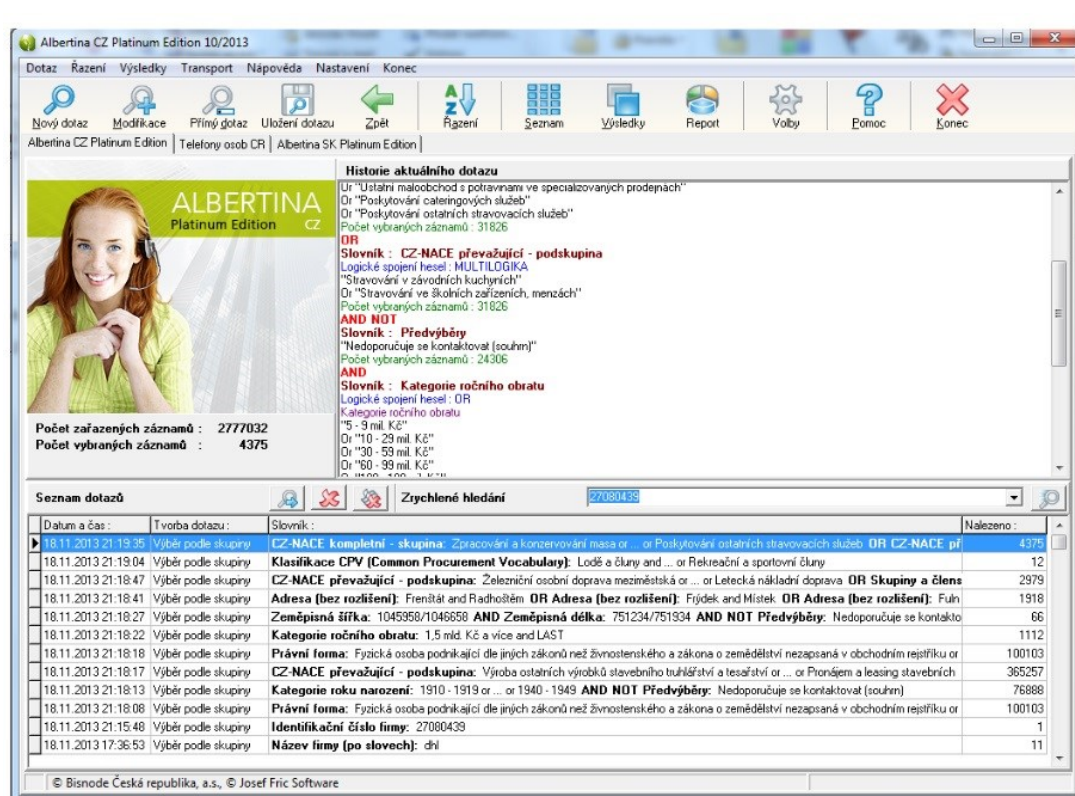 Albertina CZ Platinum Edition 10/2013
Dotaz Řazení Výsledky Transport Nápověda Nastavení Konec
Nový dotaz Modifikace Přímý dotaz Uložení dotazu Zpět Řazení Seznam Výsledky Report Volby Pomoc Konec
Albertina CZ Platinum Edition Telefony osob CR Albertina SK Platinum Edition
ALBERTINA
Platinum Edition CZ
Počet zařazených záznamů : 2777032
Počet vybraných záznamů : 4375
Historie aktuálního dotazu
Or "Ustatni maloobchod s potravinami ve specializovaných prodejnách"
Or "Poskytování cateringových služeb"
Or "Poskytování ostatních stravovacích služeb"
Počet vybraných záznamů : 31826
OR
Slovník : CZ-NACE převažující - podskupina
Logické spojení hesel : MULTILOGIKA
"Stravování v závodních kuchyních"
Or "Stravování ve školních zařízeních, menzách"
Počet vybraných záznamů : 31826
AND NOT
Slovník : Předvýběry
"Nedoporučuje se kontaktovat (souhrn)"
Počet vybraných záznamů : 24306
AND
Slovník : Kategorie ročního obratu
Logické spojení hesel : OR
Kategorie ročního obratu
"5 - 9 mil. Kč"
Or "10 - 29 mil. Kč"
Or "30 - 59 mil. Kč"
Or "60 - 99 mil. Kč"
Seznam dotazů Zrychlené hledání 27080439
Datum a čas : Tvorba dotazu : Slovník : Nalezeno :
18.11.2013 21:19:35 Výběr podle skupiny CZ-NACE kompletní - skupina: Zpracování a konzervování masa or ... or Poskytování ostatních stravovacích služeb OR CZ-NACE př 4375
18.11.2013 21:19:04 Výběr podle skupiny Klasifikace CPV (Common Procurement Vocabulary): Lodě a čluny and ... or Rekreační a sportovní čluny 12
18.11.2013 21:18:47 Výběr podle skupiny CZ-NACE převažující - podskupina: Železniční osobní doprava meziměstská or ... or Letecká nákladní doprava OR Skupiny a člens 2979
18.11.2013 21:18:41 Výběr podle skupiny Adresa (bez rozlišení): Frenštát and Radhoštěm OR Adresa (bez rozlišení): Frýdek and Místek OR Adresa (bez rozlišení): Fuln 1918
18.11.2013 21:18:27 Výběr podle skupiny Zeměpisná šířka: 1045958/1046658 AND Zeměpisná délka: 751234/751934 AND NOT Předvýběry: Nedoporučuje se kontakto 66
18.11.2013 21:18:22 Výběr podle skupiny Kategorie ročního obratu: 1,5 mld. Kč a více and LAST 1112
18.11.2013 21:18:18 Výběr podle skupiny Právní forma: Fyzická osoba podnikající dle jiných zákonů než živnostenského a zákona o zemědělství nezapsaná v obchodním rejstříku or 100103
18.11.2013 21:18:17 Výběr podle skupiny CZ-NACE převažující - podskupina: Výroba ostatních výrobků stavebního truhlářství a tesařství or ... or Pronájem a leasing stavebních 365257
18.11.2013 21:18:13 Výběr podle skupiny Kategorie roku narození: 1910 - 1919 or ... or 1940 - 1949 AND NOT Předvýběry: Nedoporučuje se kontaktovat (souhrn) 76888
18.11.2013 21:18:08 Výběr podle skupiny Právní forma: Fyzická osoba podnikající dle jiných zákonů než živnostenského a zákona o zemědělství nezapsaná v obchodním rejstříku or 100103
18.11.2013 21:15:48 Výběr podle skupiny Identifikační číslo firmy: 27080439 1
18.11.2013 17:36:53 Výběr podle skupiny Název firmy (po slovech): dhl 11
© Bisnode Česká republika, a.s., © Josef Fric Software